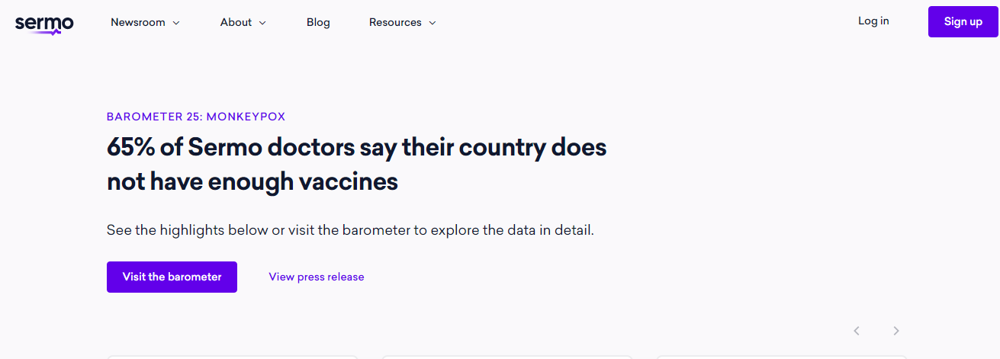 sermo
Newsroom
About
Blog
Resources
Log in
Sign up
BAROMETER 25: MONKEYPOX
65% of Sermo doctors say their country does
not have enough vaccines
See the highlights below or visit the barometer to explore the data in detail.
Visit the barometer
View press release